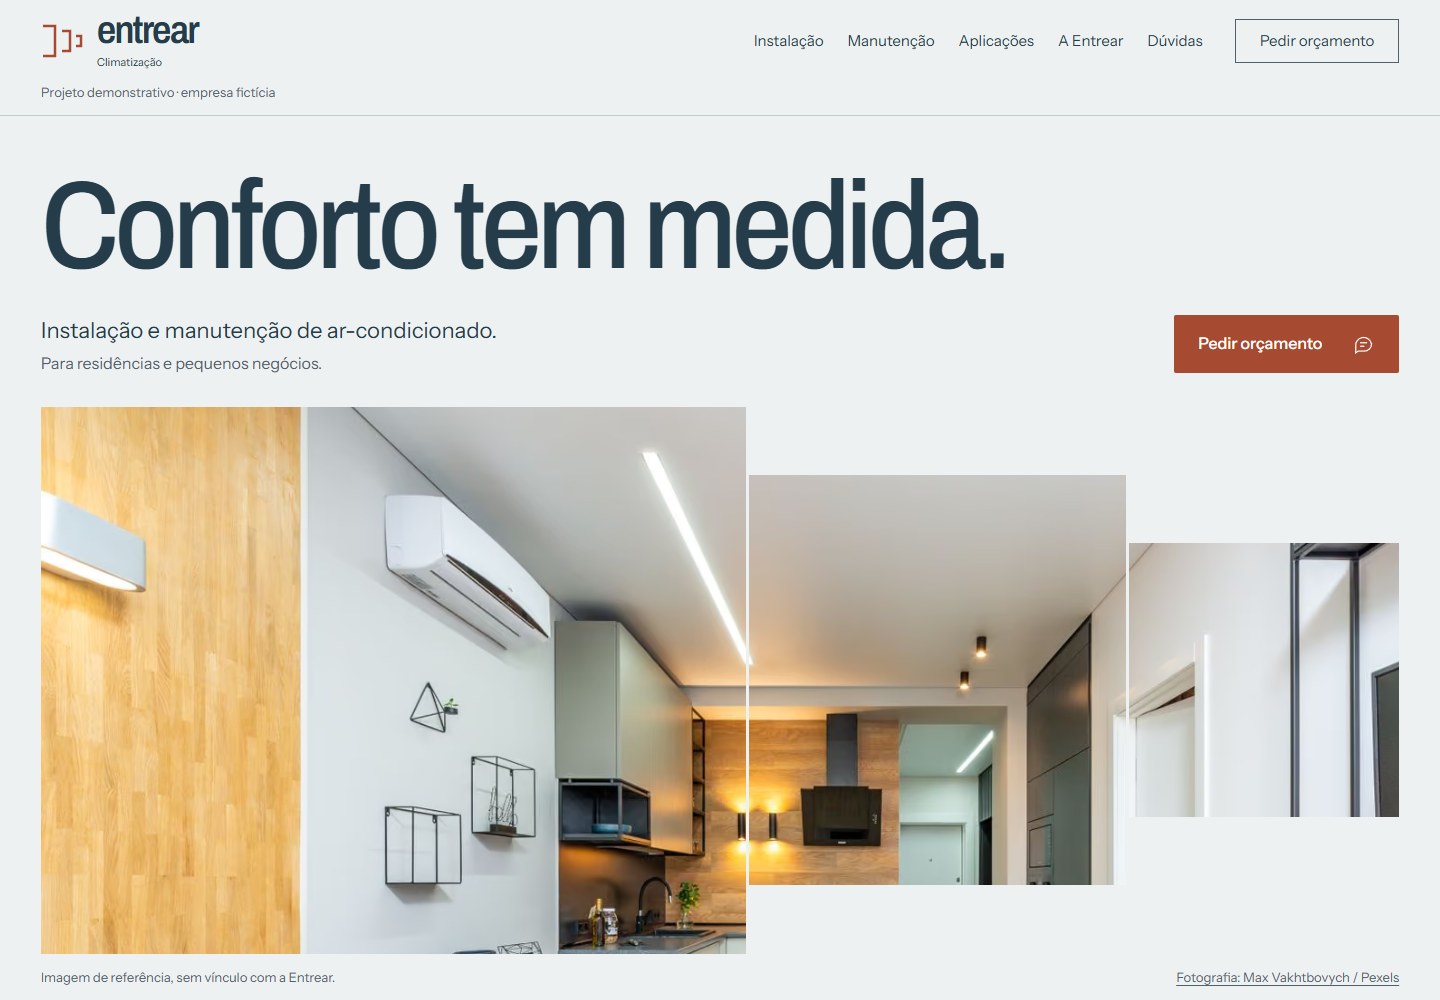 entrear
Climatização
Projeto demonstrativo · empresa fictícia
Instalação
Manutenção
Aplicações
A Entrear
Dúvidas
Pedir orçamento
Conforto tem medida.
Instalação e manutenção de ar-condicionado.
Para residências e pequenos negócios.
Pedir orçamento
Imagem de referência, sem vínculo com a Entrear.
Fotografia: Max Vakhtbovych / Pexels